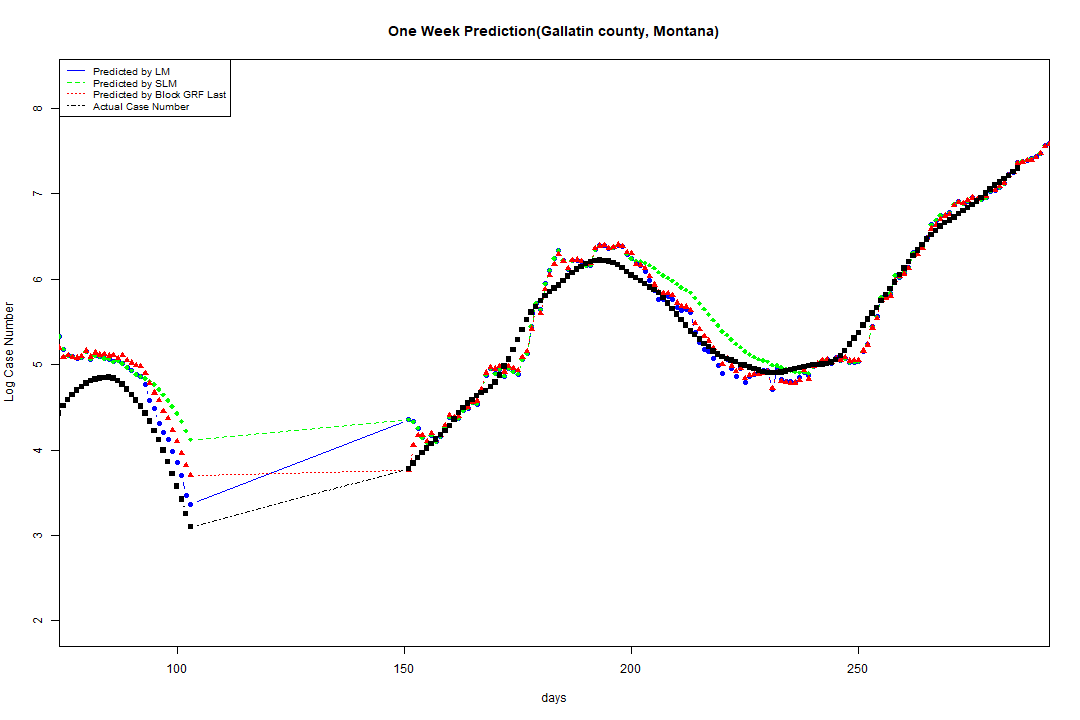 One Week Prediction(Gallatin county, Montana)
Predicted by LM
Predicted by SLM
Predicted by Block GRF Last
Actual Case Number
Log Case Number
8
7
6
5
4
3
2
100 150 200 250
days